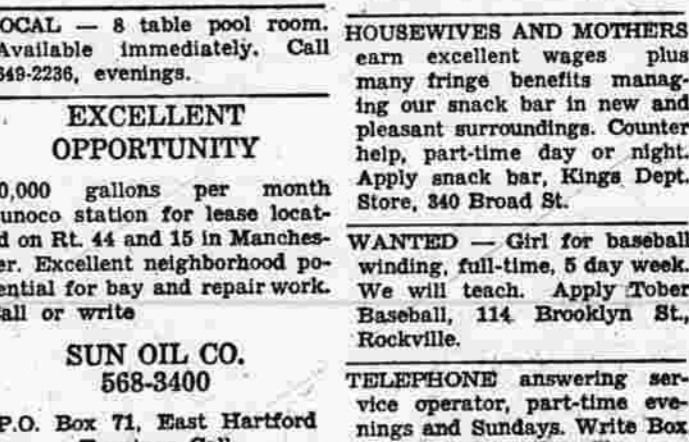 OCAL — 8 table pool room.
Available immediately. Call
649-2236, evenings.
EXCELLENT
OPPORTUNITY
0,000 gallons per month
unoco station for lease locat-
d on Rt. 44 and 15 in Manches-
er. Excellent neighborhood po-
ential for bay and repair work.
all or write
SUN OIL CO.
568-3400
P.O. Box 71, East Hartford
HOUSEWIVES AND MOTHERS
earn excellent wages plus
many fringe benefits manag-
ing our snack bar in new and
pleasant surroundings. Counter
help, part-time day or night.
Apply snack bar, Kings Dept.
Store, 340 Broad St.
WANTED — Girl for baseball
winding, full-time, 5 day week.
We will teach. Apply Tober
Baseball, 114 Brooklyn St.,
Rockville.
TELEPHONE answering ser-
vice operator, part-time eve-
nings and Sundays. Write Box